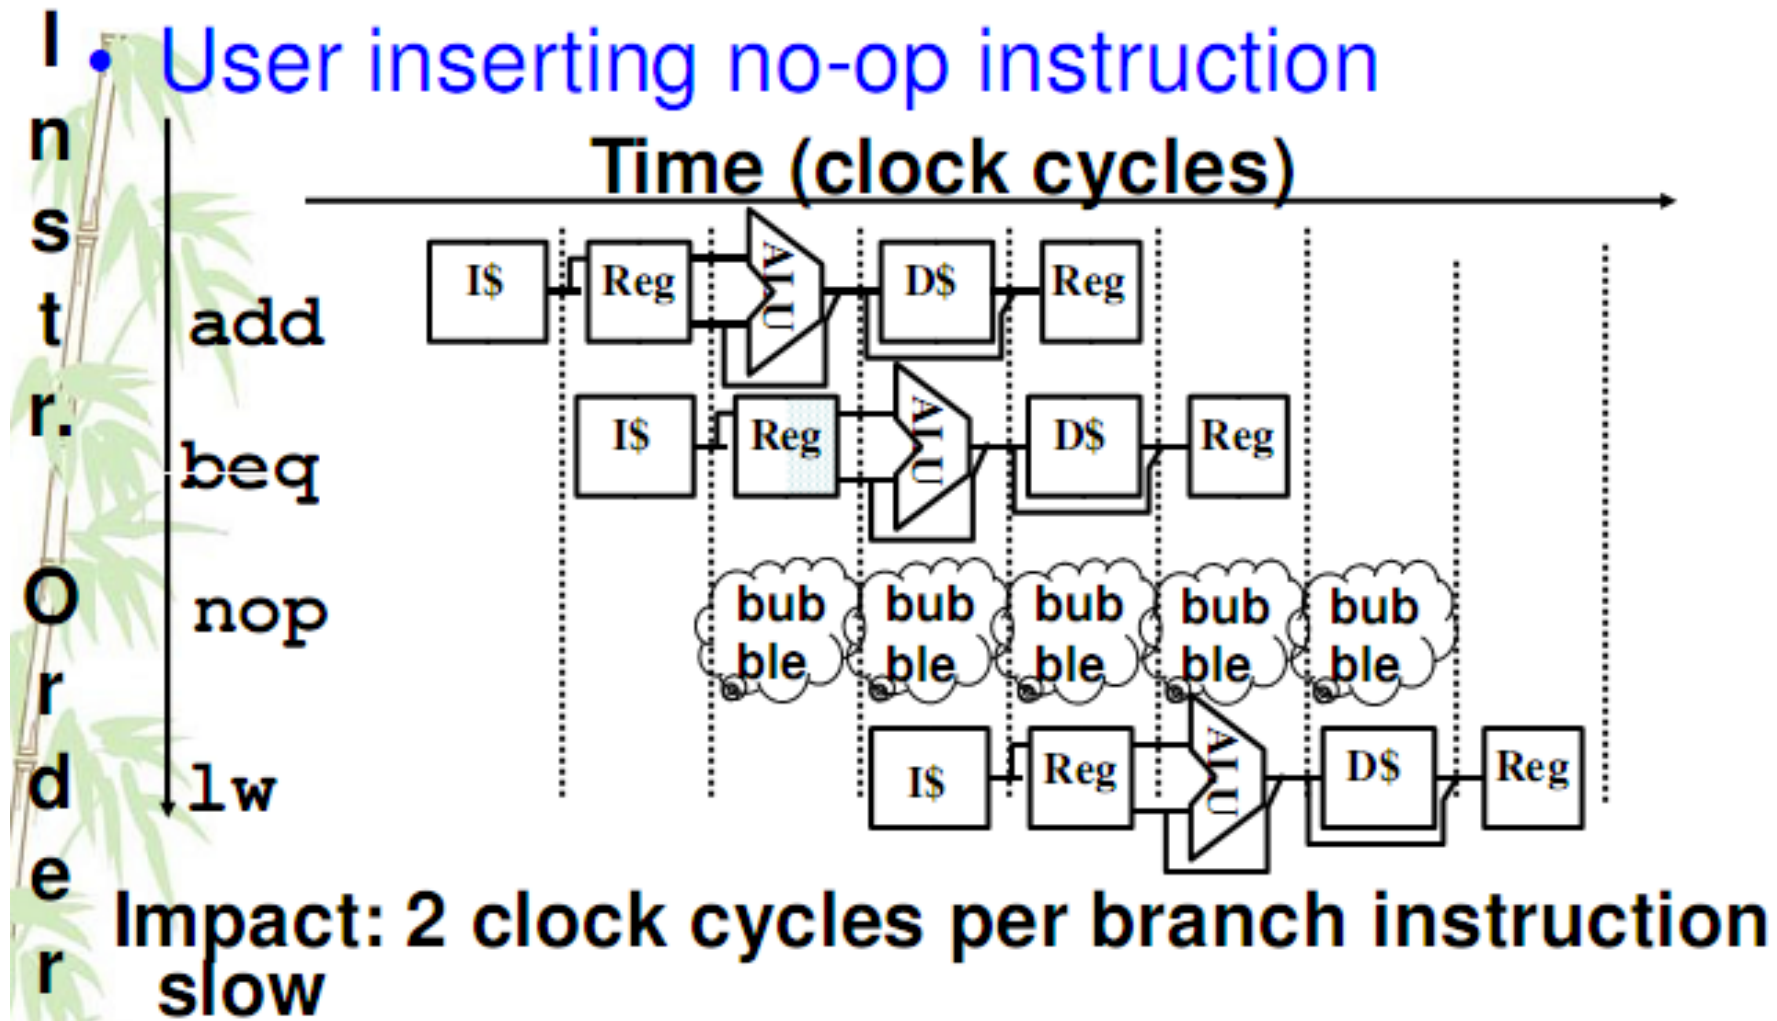 Instr. Order
• User inserting no-op instruction
Time (clock cycles)
add
I$ Reg ALU D$ Reg
beq
I$ Reg ALU D$ Reg
nop
bub bub bub bub bub
ble ble ble ble ble
lw
I$ Reg ALU D$ Reg
Impact: 2 clock cycles per branch instruction
slow